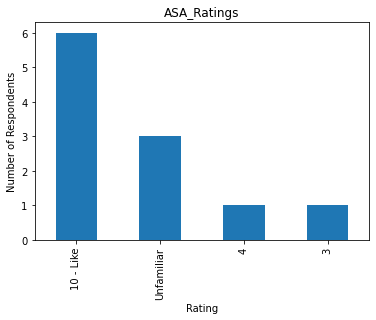 ASA_Ratings
Number of Respondents
6
5
4
3
2
1
0
10 - Like
Unfamiliar
4
3
Rating